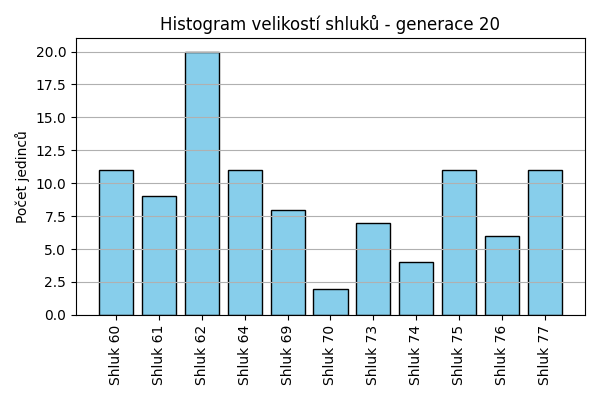 Histogram velikostí shluků - generace 20
Počet jedinců
20.0
17.5
15.0
12.5
10.0
7.5
5.0
2.5
0.0
Shluk 60
Shluk 61
Shluk 62
Shluk 64
Shluk 69
Shluk 70
Shluk 73
Shluk 74
Shluk 75
Shluk 76
Shluk 77